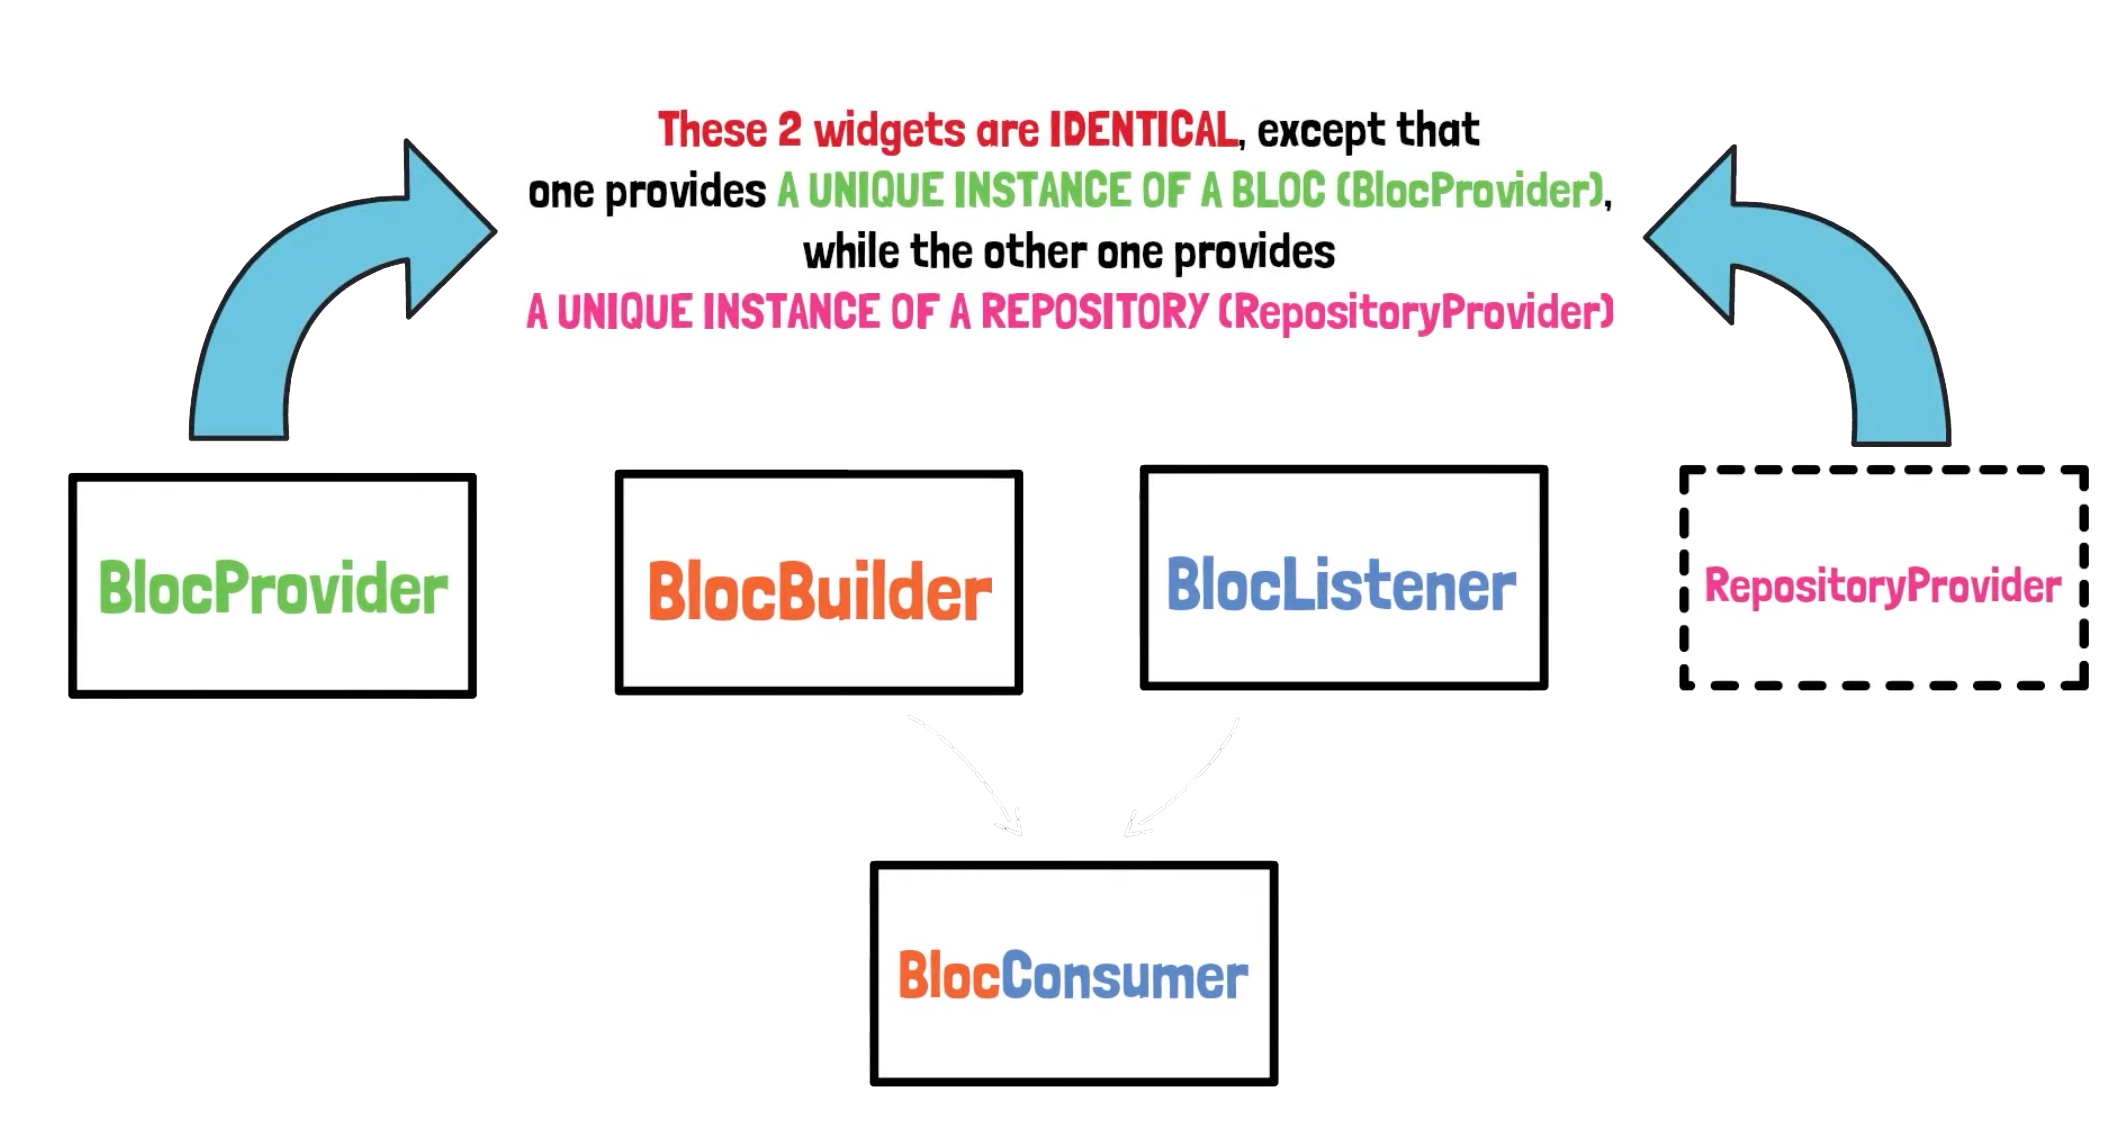 These 2 widgets are IDENTICAL, except that
one provides A UNIQUE INSTANCE OF A BLOC (BlocProvider),
while the other one provides
A UNIQUE INSTANCE OF A REPOSITORY (RepositoryProvider)
BlocProvider
BlocBuilder
BlocListener
RepositoryProvider
BlocConsumer